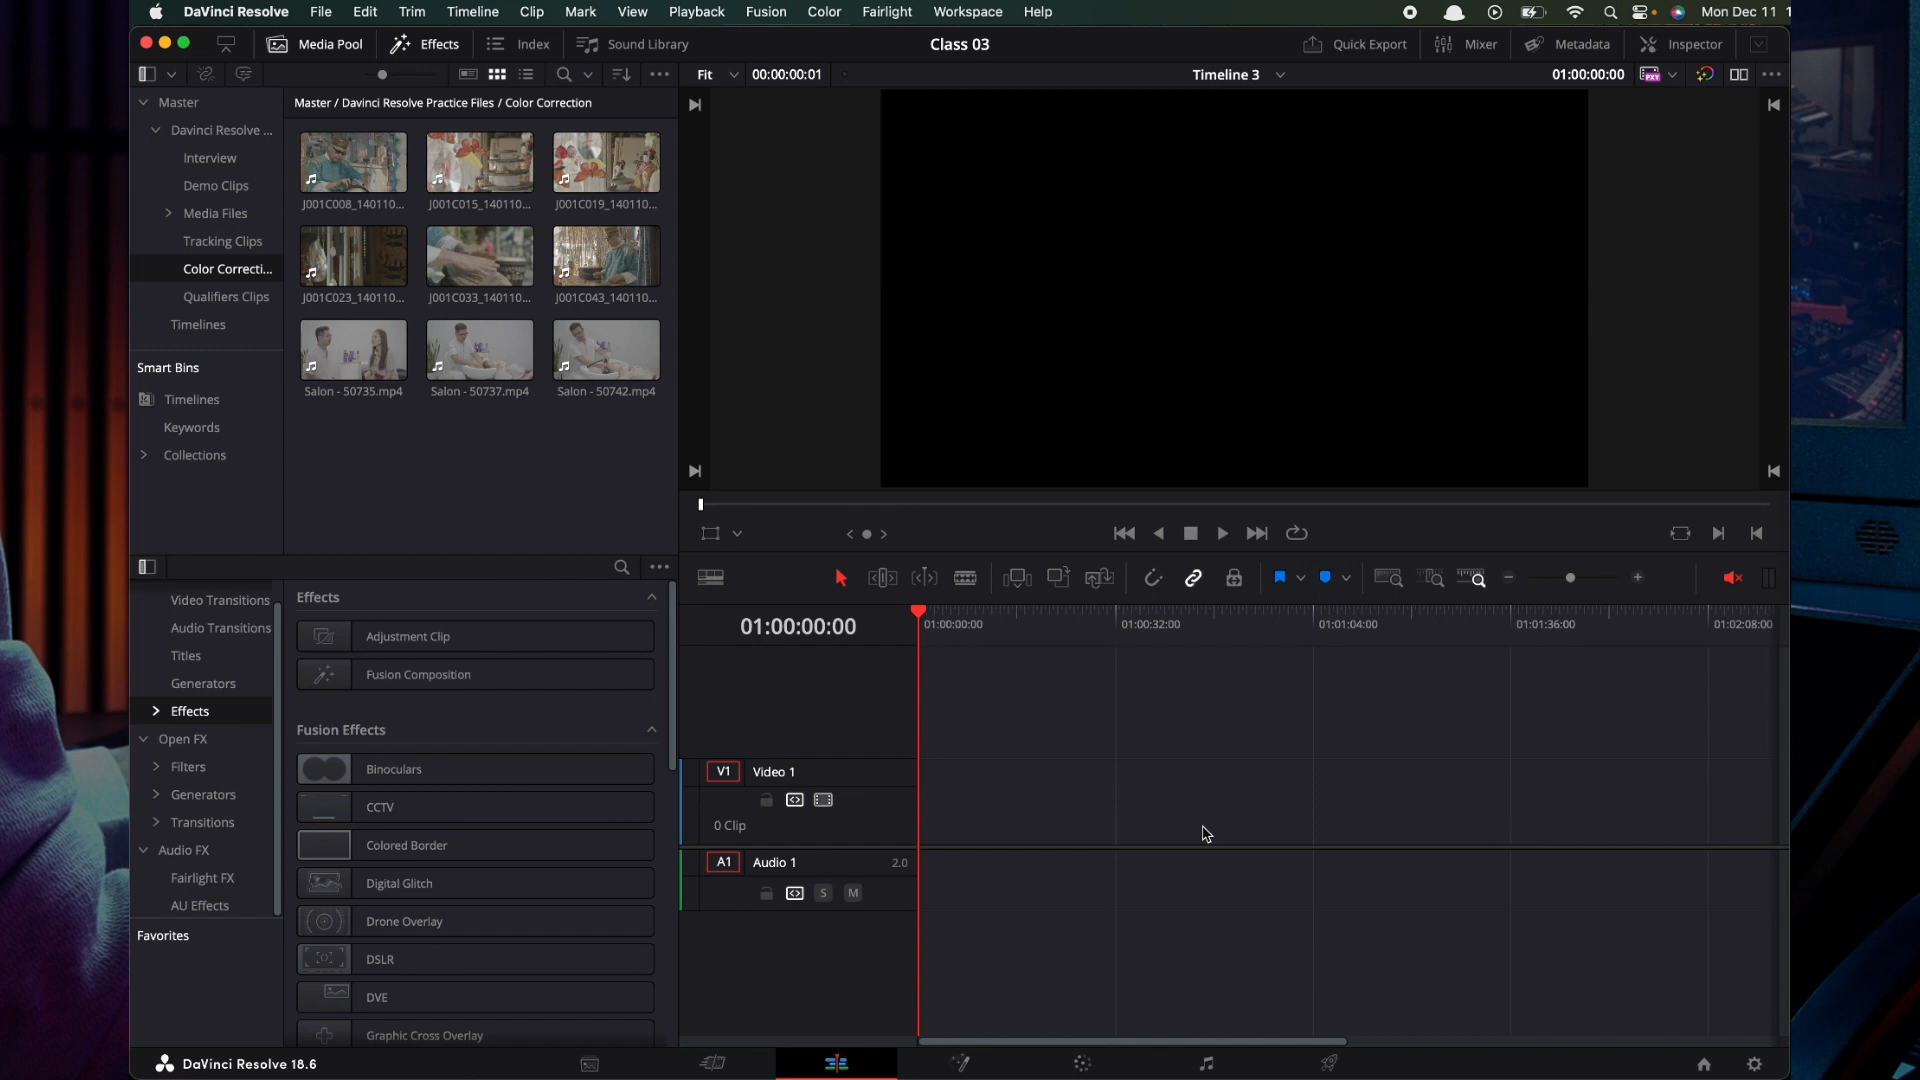 DaVinci Resolve File Edit Trim Timeline Clip Mark View Playback Fusion Color Fairlight Workspace Help
Mon Dec 11 1
Media Pool Effects Index Sound Library
Class 03
Quick Export Mixer Metadata Inspector
Fit 00:00:00:01
Timeline 3
01:00:00:00
PXY
Master
Davinci Resolve ...
Interview
Demo Clips
Media Files
Tracking Clips
Color Correcti...
Qualifiers Clips
Timelines
Smart Bins
Timelines
Keywords
Collections
Master / Davinci Resolve Practice Files / Color Correction
J001C008_140110... J001C015_140110... J001C019_140110...
J001C023_140110... J001C033_140110... J001C043_140110...
Salon - 50735.mp4 Salon - 50737.mp4 Salon - 50742.mp4
Video Transitions
Audio Transitions
Titles
Generators
Effects
Open FX
Filters
Generators
Transitions
Audio FX
Fairlight FX
AU Effects
Favorites
Effects
Adjustment Clip
Fusion Composition
Fusion Effects
Binoculars
CCTV
Colored Border
Digital Glitch
Drone Overlay
DSLR
DVE
Graphic Cross Overlay
01:00:00:00
01:00:00:00 01:00:32:00 01:01:04:00 01:01:36:00 01:02:08:00
V1 Video 1
0 Clip
A1 Audio 1 2.0
S M
DaVinci Resolve 18.6